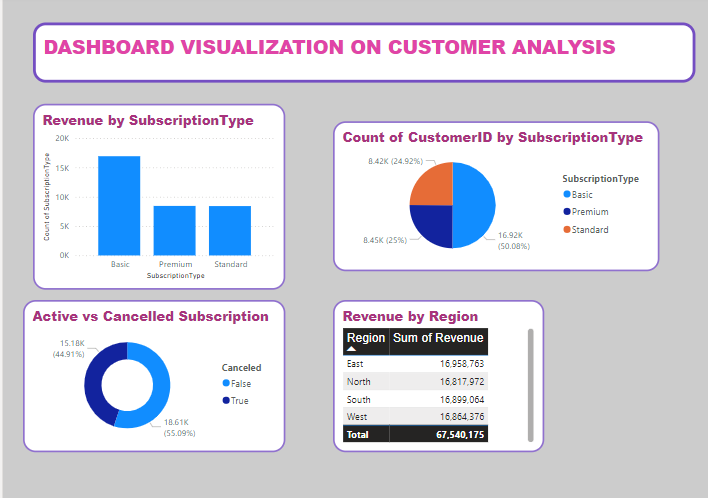 DASHBOARD VISUALIZATION ON CUSTOMER ANALYSIS
Revenue by SubscriptionType
20K
15K
10K
5K
0K
Count of SubscriptionType
Basic Premium Standard
SubscriptionType
Count of CustomerID by SubscriptionType
8.42K (24.92%)
8.45K (25%)
16.92K
(50.08%)
SubscriptionType
Basic
Premium
Standard
Active vs Cancelled Subscription
15.18K
(44.91%)
18.61K
(55.09%)
Canceled
False
True
Revenue by Region
Region Sum of Revenue
East 16,958,763
North 16,817,972
South 16,899,064
West 16,864,376
Total 67,540,175